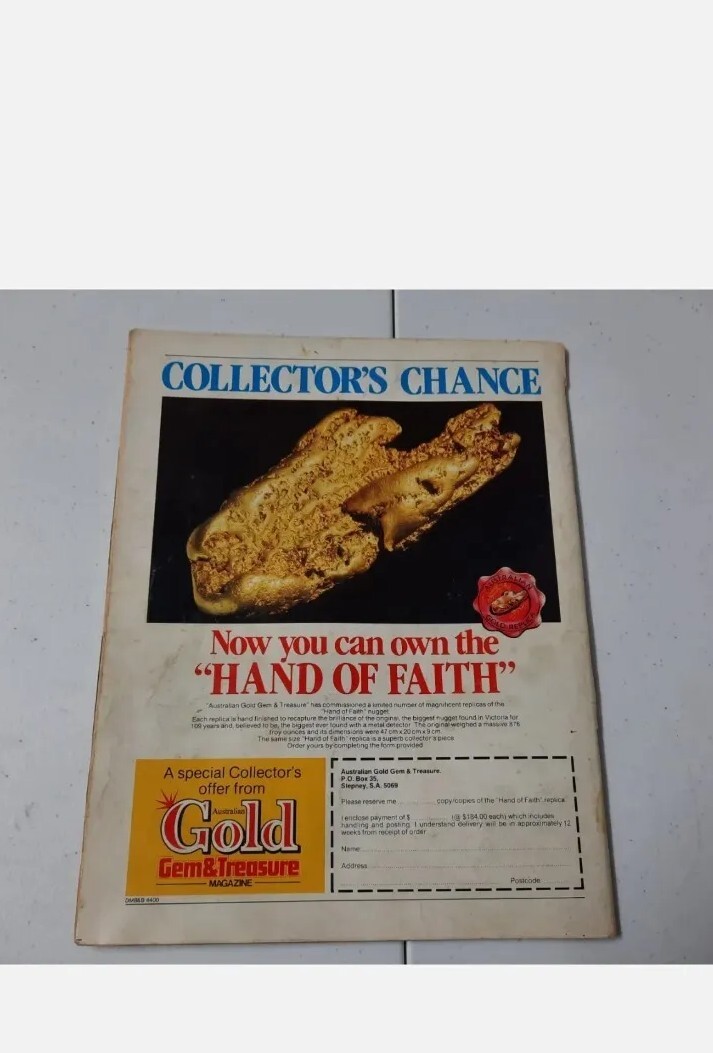 COLLECTOR'S CHANCE
AUSTRALIAN
GOLD REPLICA
Now you can own the
“HAND OF FAITH”
"Australian Gold Gem & Treasure" has commissioned a limited number of magnificent replicas of the
"Hand of Faith" nugget.
Each replica is hand finished to recapture the brilliance of the original, the biggest nugget found in Victoria for
109 years and, believed to be, the biggest ever found with a metal detector. The original weighed a massive 876
troy ounces and its dimensions were 47 cm x 20 cm x 9 cm.
The same size "Hand of Faith" replica is a superb collector's piece.
Order yours by completing the form provided.
A special Collector's
offer from
Australian
Gold
Gem&Treasure
MAGAZINE
Australian Gold Gem & Treasure.
P.O. Box 35,
Stepney, S.A. 5069
Please reserve me copy/copies of the "Hand of Faith" replica
I enclose payment of $ (@ $184.00 each) which includes
handling and posting. I understand delivery will be in approximately 12
weeks from receipt of order
Name
Address
Postcode